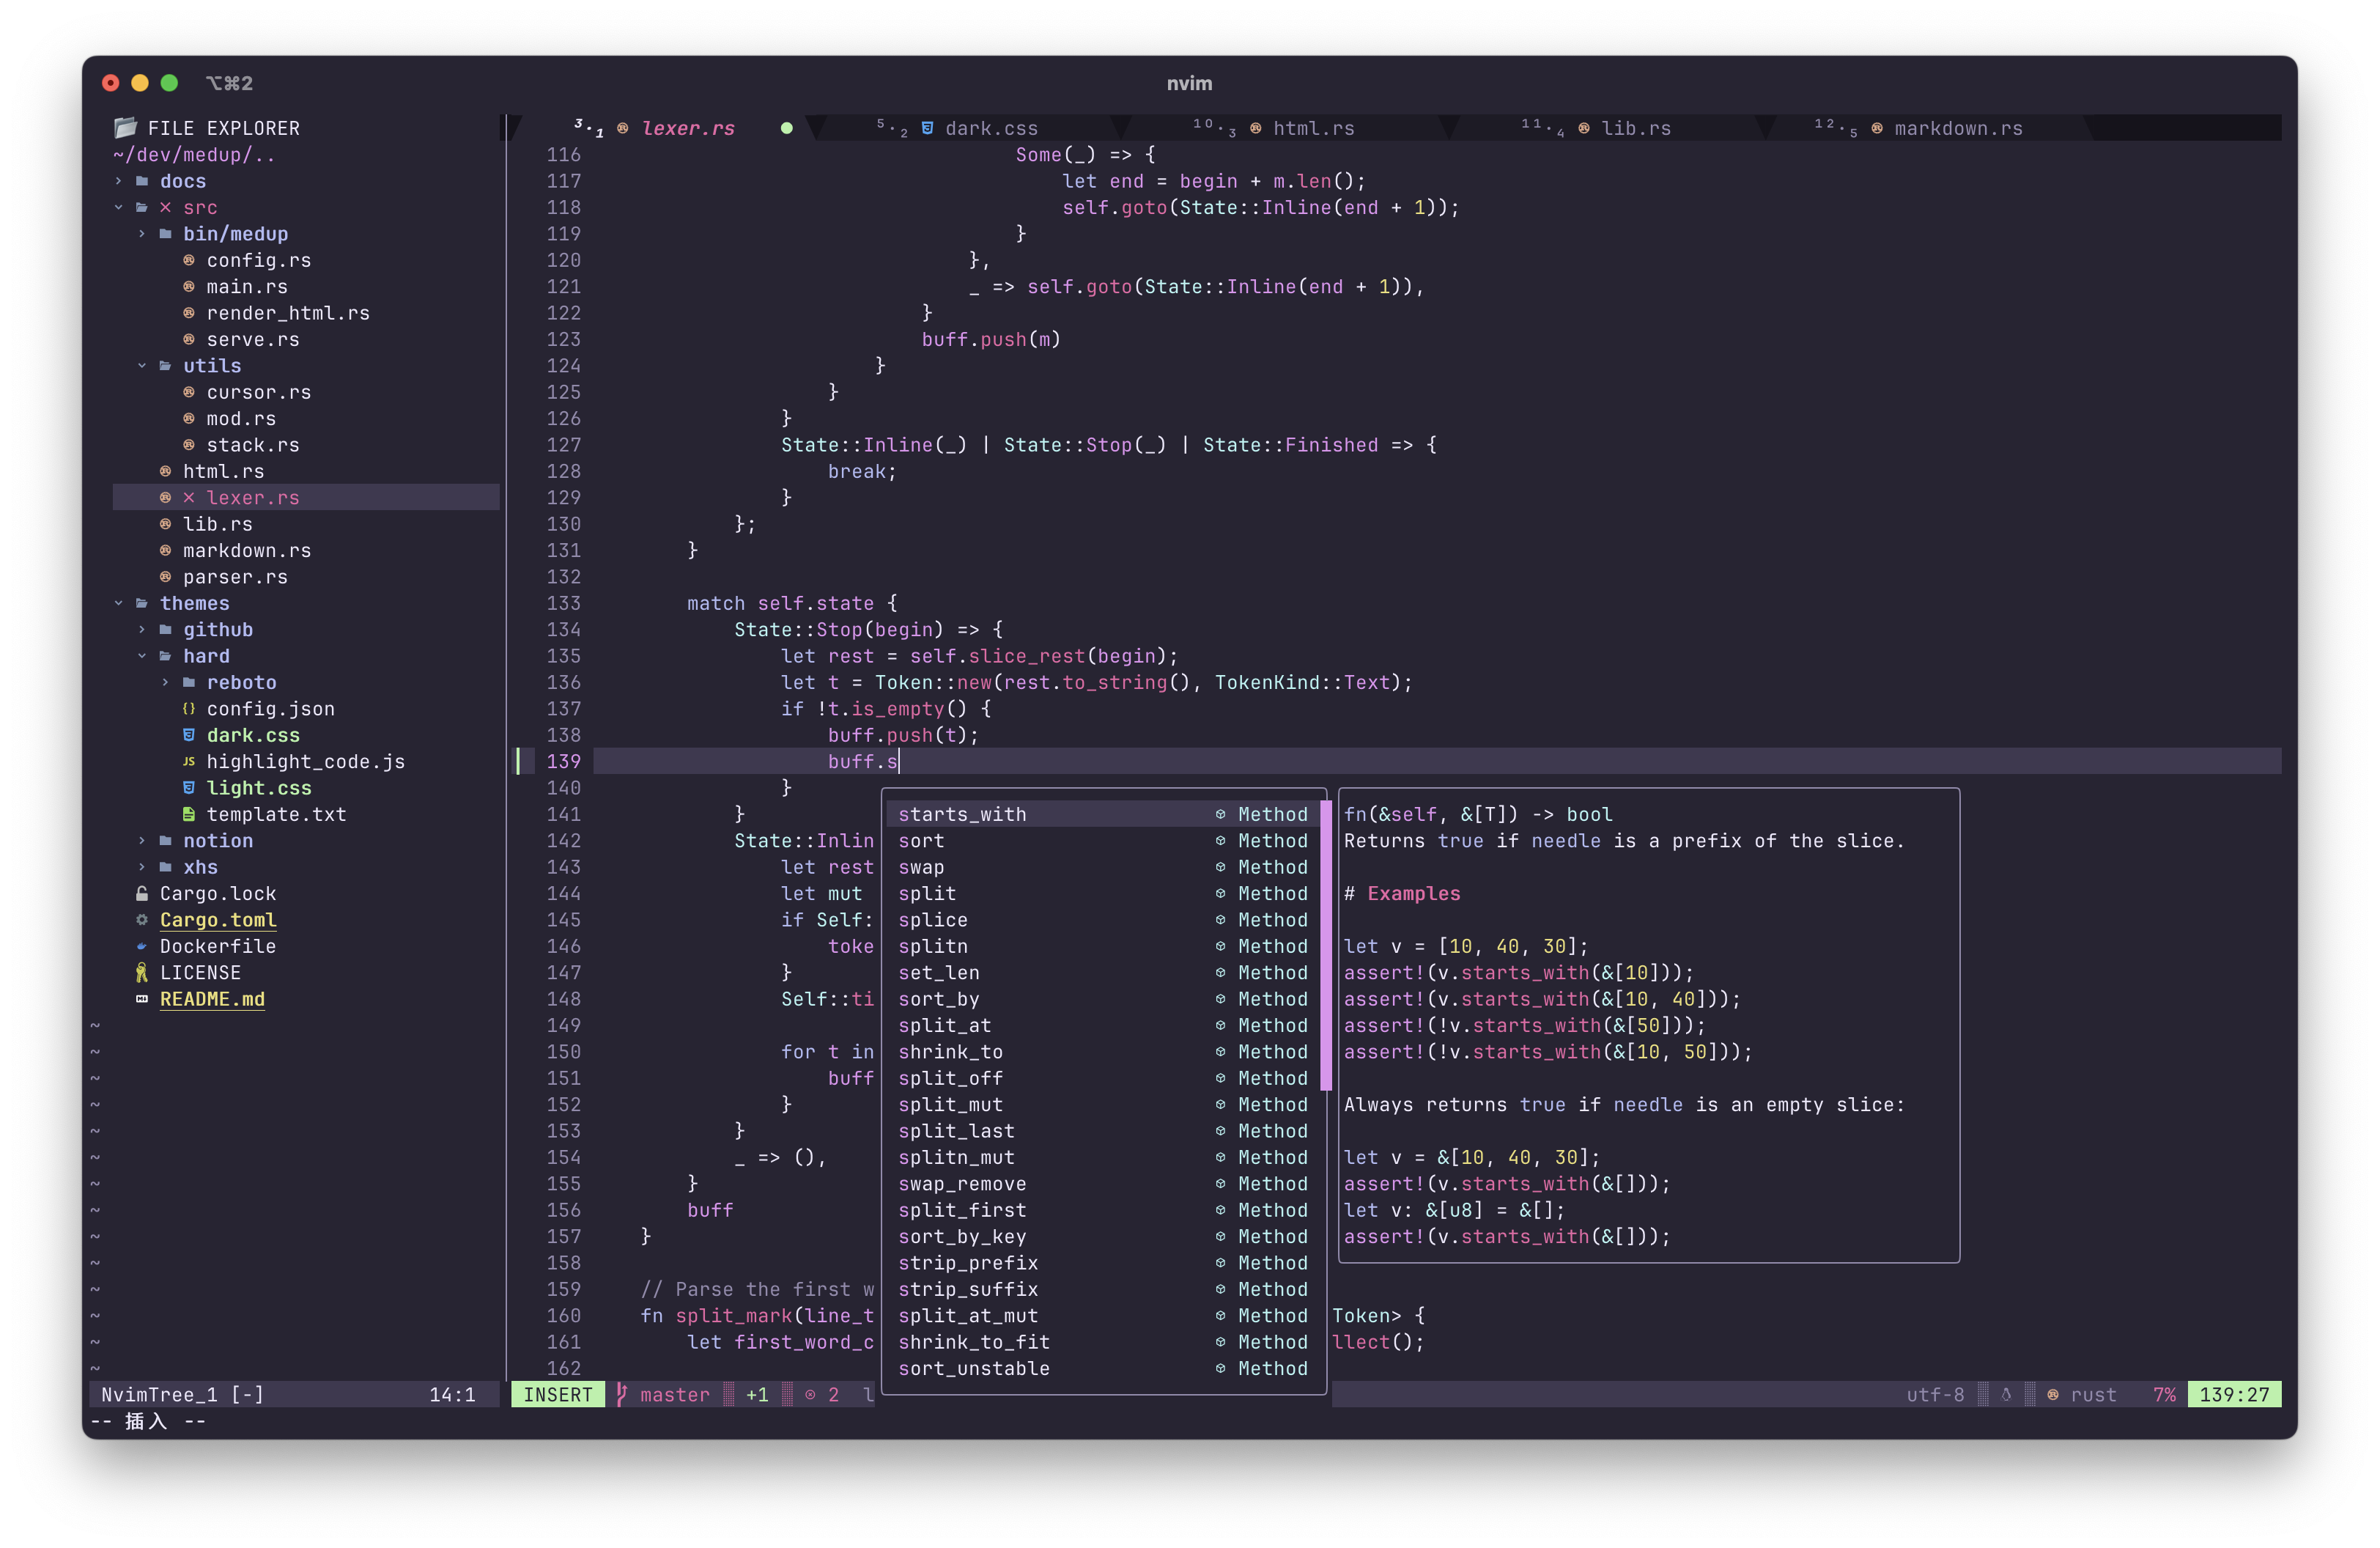 ⌥⌘2
nvim
FILE EXPLORER
~/dev/medup/..
docs
src
bin/medup
config.rs
main.rs
render_html.rs
serve.rs
utils
cursor.rs
mod.rs
stack.rs
html.rs
lexer.rs
lib.rs
markdown.rs
parser.rs
themes
github
hard
reboto
config.json
dark.css
JS highlight_code.js
light.css
template.txt
notion
xhs
Cargo.lock
Cargo.toml
Dockerfile
LICENSE
README.md
~
~
~
~
~
~
~
~
~
~
~
~
~
~
NvimTree_1 [-] 14:1
-- 插入 --
³·₁ lexer.rs ● ⁵·₂ dark.css ¹⁰·₃ html.rs ¹¹·₄ lib.rs ¹²·₅ markdown.rs
116 Some(_) => {
117 let end = begin + m.len();
118 self.goto(State::Inline(end + 1));
119 }
120 },
121 _ => self.goto(State::Inline(end + 1)),
122 }
123 buff.push(m)
124 }
125 }
126 }
127 State::Inline(_) | State::Stop(_) | State::Finished => {
128 break;
129 }
130 };
131 }
132
133 match self.state {
134 State::Stop(begin) => {
135 let rest = self.slice_rest(begin);
136 let t = Token::new(rest.to_string(), TokenKind::Text);
137 if !t.is_empty() {
138 buff.push(t);
139 buff.s
140 }
141 }
142 State::Inlin
143 let rest
144 let mut
145 if Self:
146 toke
147 }
148 Self::ti
149
150 for t in
151 buff
152 }
153 }
154 _ => (),
155 }
156 buff
157 }
158
159 // Parse the first w
160 fn split_mark(line_t Token> {
161 let first_word_c llect();
162
starts_with Method
sort Method
swap Method
split Method
splice Method
splitn Method
set_len Method
sort_by Method
split_at Method
shrink_to Method
split_off Method
split_mut Method
split_last Method
splitn_mut Method
swap_remove Method
split_first Method
sort_by_key Method
strip_prefix Method
strip_suffix Method
split_at_mut Method
shrink_to_fit Method
sort_unstable Method
fn(&self, &[T]) -> bool
Returns true if needle is a prefix of the slice.
# Examples
let v = [10, 40, 30];
assert!(v.starts_with(&[10]));
assert!(v.starts_with(&[10, 40]));
assert!(!v.starts_with(&[50]));
assert!(!v.starts_with(&[10, 50]));
Always returns true if needle is an empty slice:
let v = &[10, 40, 30];
assert!(v.starts_with(&[]));
let v: &[u8] = &[];
assert!(v.starts_with(&[]));
INSERT master +1 2 l utf-8 rust 7% 139:27